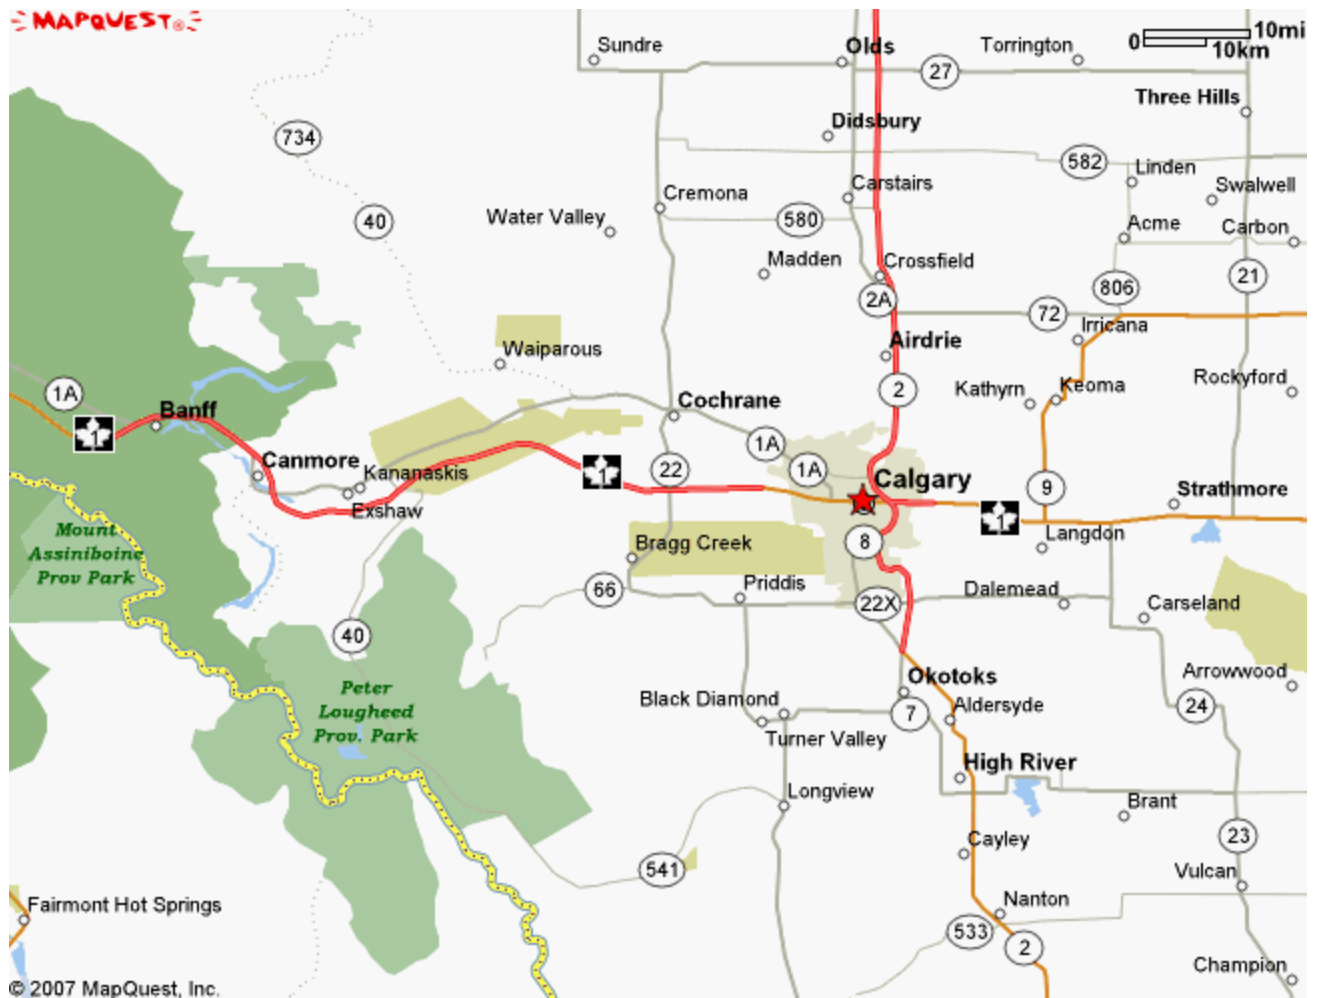 MAPQUEST®
Sundre
Olds
Torrington
0
10mi
10km
27
Three Hills
734
Didsbury
582
Linden
Swalwell
Carstairs
Cremona
40
Water Valley
580
Acme
Carbon
Madden
Crossfield
21
806
2A
72
Irricana
Airdrie
Waiparous
1A
2
Kathyrn
Keoma
Rockyford
Banff
Cochrane
1
1A
Canmore
Kananaskis
22
1
1A
Calgary
9
Strathmore
Exshaw
1
Mount
Assiniboine
Prov Park
Bragg Creek
8
Langdon
66
Priddis
22X
Dalemead
Carseland
40
Arrowwood
Peter
Lougheed
Prov. Park
Okotoks
Black Diamond
7
Aldersyde
24
Turner Valley
High River
Longview
Brant
23
Cayley
541
Vulcan
Fairmont Hot Springs
Nanton
533
2
Champion
© 2007 MapQuest, Inc.